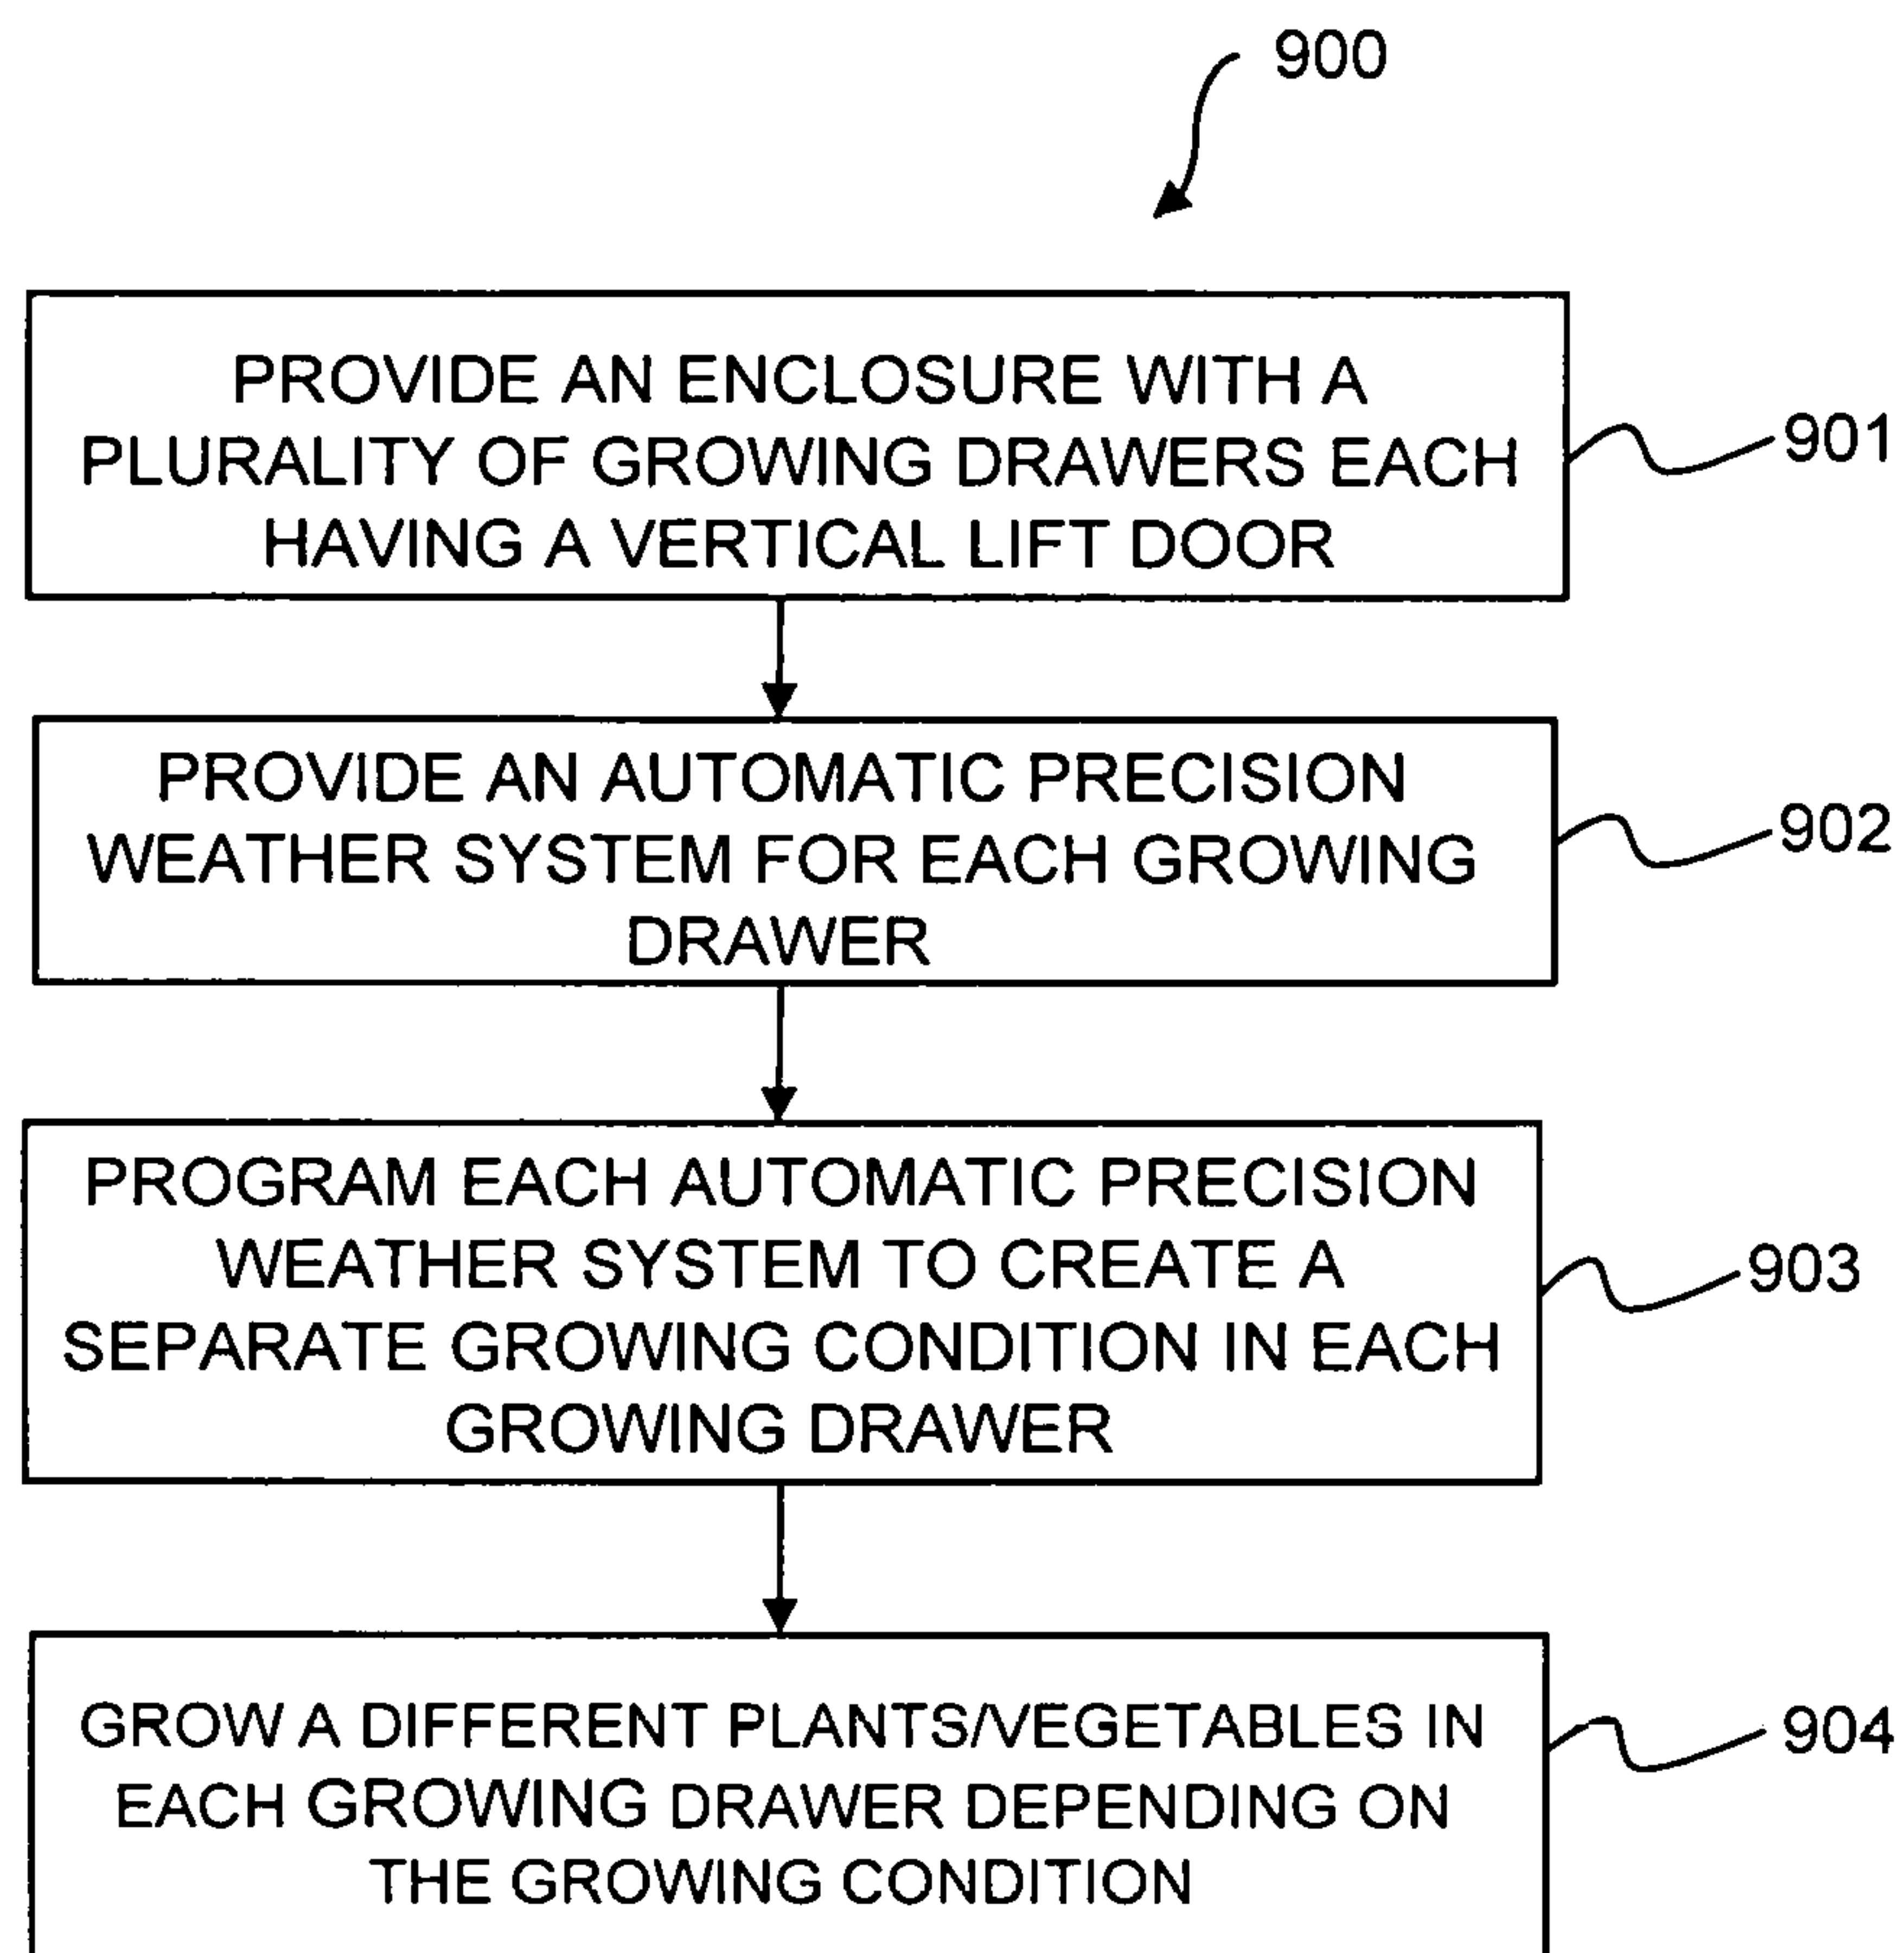 900
PROVIDE AN ENCLOSURE WITH A
PLURALITY OF GROWING DRAWERS EACH
HAVING A VERTICAL LIFT DOOR
901
PROVIDE AN AUTOMATIC PRECISION
WEATHER SYSTEM FOR EACH GROWING
DRAWER
902
PROGRAM EACH AUTOMATIC PRECISION
WEATHER SYSTEM TO CREATE A
SEPARATE GROWING CONDITION IN EACH
GROWING DRAWER
903
GROW A DIFFERENT PLANTS/VEGETABLES IN
EACH GROWING DRAWER DEPENDING ON
THE GROWING CONDITION
904